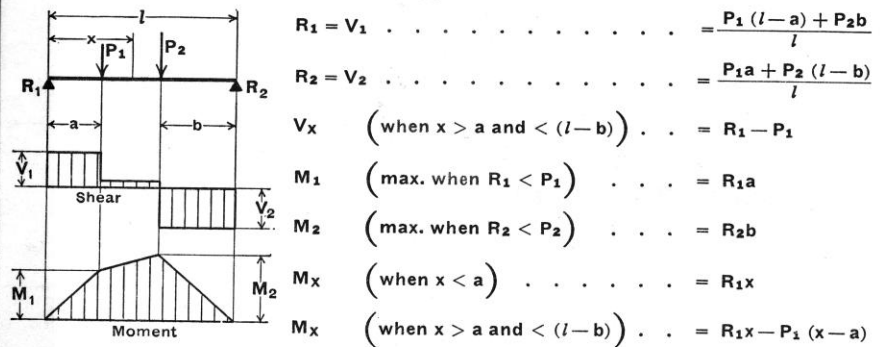 l
x
P₁ P₂
R₁ R₂
a b
V₁
Shear
V₂
M₁ M₂
Moment
R₁ = V₁ . . . . . . . . . . . . . = P₁ (l — a) + P₂b / l
R₂ = V₂ . . . . . . . . . . . . . = P₁a + P₂ (l — b) / l
Vx (when x > a and < (l — b)) . . = R₁ — P₁
M₁ (max. when R₁ < P₁) . . . = R₁a
M₂ (max. when R₂ < P₂) . . . = R₂b
Mx (when x < a) . . . . . . = R₁x
Mx (when x > a and < (l — b)) . . = R₁x — P₁ (x — a)